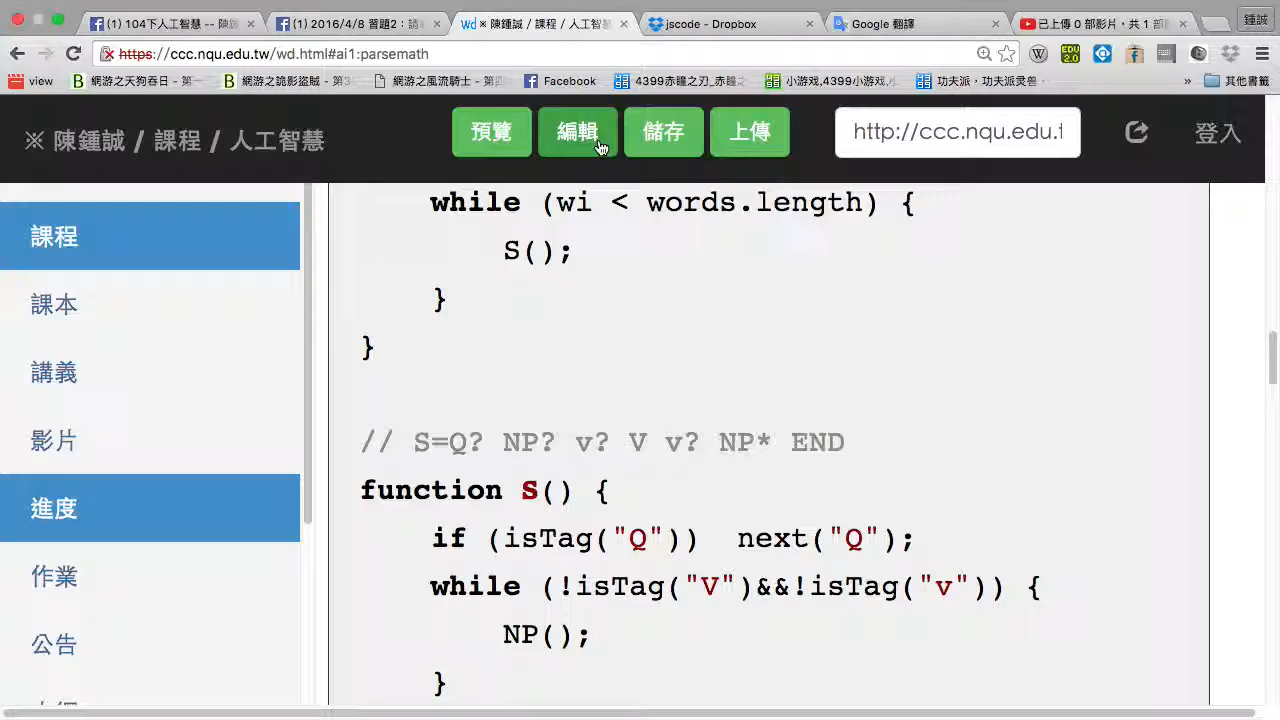 (1) 104下人工智慧 -- 陳鍾
(1) 2016/4/8 習題2：請
Wd ※ 陳鍾誠 / 課程 / 人工智慧
jscode - Dropbox
Google 翻譯
已上傳 0 部影片，共 1 部
鍾誠
https://ccc.nqu.edu.tw/wd.html#ai1:parsemath
view
網游之天狗春日 - 第一
網游之詭影盜賊 - 第3
網游之風流騎士 - 第四
Facebook
4399赤瞳之刃_赤瞳之
小游戏,4399小游戏,小
功夫派，功夫派灵兽
»
其他書籤
※ 陳鍾誠 / 課程 / 人工智慧
預覽
編輯
儲存
上傳
http://ccc.nqu.edu.t
登入
課程
課本
講義
影片
進度
作業
公告
while (wi < words.length) {
S();
}
}
// S=Q? NP? v? V v? NP* END
function S() {
if (isTag("Q")) next("Q");
while (!isTag("V")&&!isTag("v")) {
NP();
}